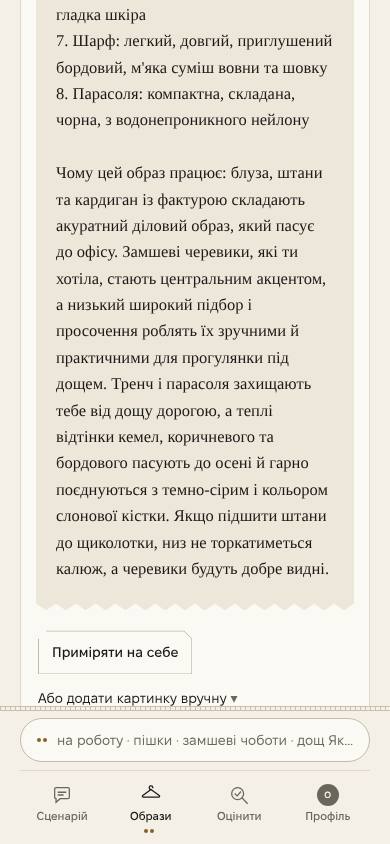 гладка шкіра
7. Шарф: легкий, довгий, приглушений
бордовий, м'яка суміш вовни та шовку
8. Парасоля: компактна, складана,
чорна, з водонепроникного нейлону
Чому цей образ працює: блуза, штани
та кардиган із фактурою складають
акуратний діловий образ, який пасує
до офісу. Замшеві черевики, які ти
хотіла, стають центральним акцентом,
а низький широкий підбор і
просочення роблять їх зручними й
практичними для прогулянки під
дощем. Тренч і парасоля захищають
тебе від дощу дорогою, а теплі
відтінки кемел, коричневого та
бордового пасують до осені й гарно
поєднуються з темно-сірим і кольором
слонової кістки. Якщо підшити штани
до щиколотки, низ не торкатиметься
калюж, а черевики будуть добре видні.
Приміряти на себе
Або додати картинку вручну ▾
на роботу · пішки · замшеві чоботи · дощ Як...
Сценарій
Образи
Оцінити
О
Профіль